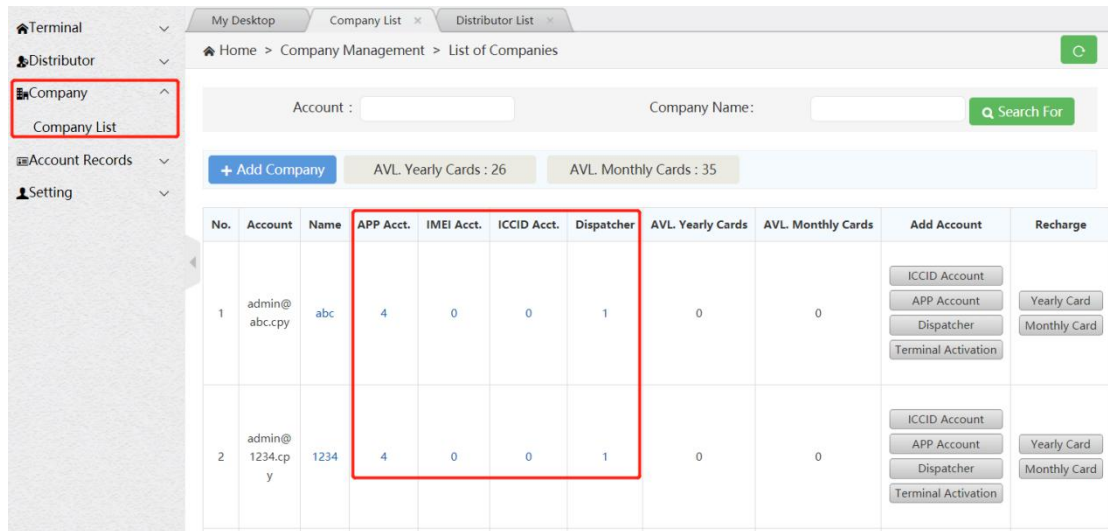 Terminal
Distributor
Company
Company List
Account Records
Setting
My Desktop Company List × Distributor List ×
Home > Company Management > List of Companies
Account : Company Name: Search For
+ Add Company AVL. Yearly Cards : 26 AVL. Monthly Cards : 35
No. Account Name APP Acct. IMEI Acct. ICCID Acct. Dispatcher AVL. Yearly Cards AVL. Monthly Cards Add Account Recharge
1 admin@ abc 4 0 0 1 0 0
abc.cpy
ICCID Account
APP Account
Dispatcher
Terminal Activation
Yearly Card
Monthly Card
2 admin@ 1234 4 0 0 1 0 0
1234.cp
y
ICCID Account
APP Account
Dispatcher
Terminal Activation
Yearly Card
Monthly Card